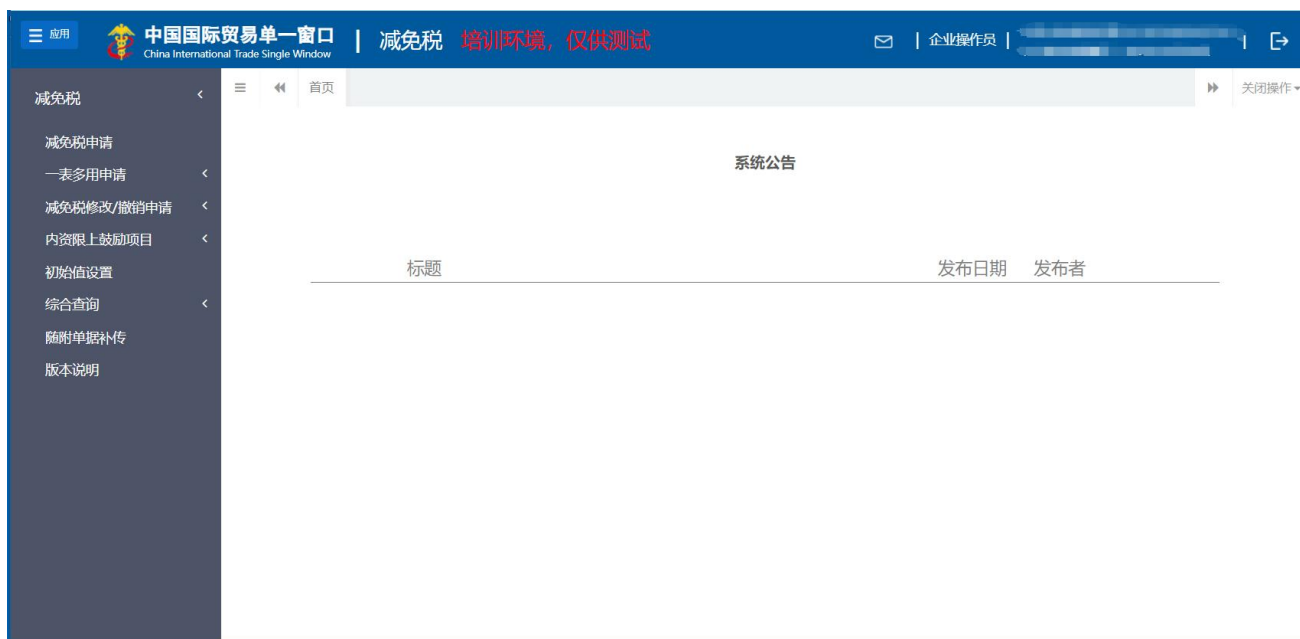 应用
中国国际贸易单一窗口
China International Trade Single Window
| 减免税 培训环境，仅供测试
| 企业操作员 |
减免税
首页
关闭操作
减免税申请
一表多用申请
减免税修改/撤销申请
内资限上鼓励项目
初始值设置
综合查询
随附单据补传
版本说明
系统公告
标题 发布日期 发布者